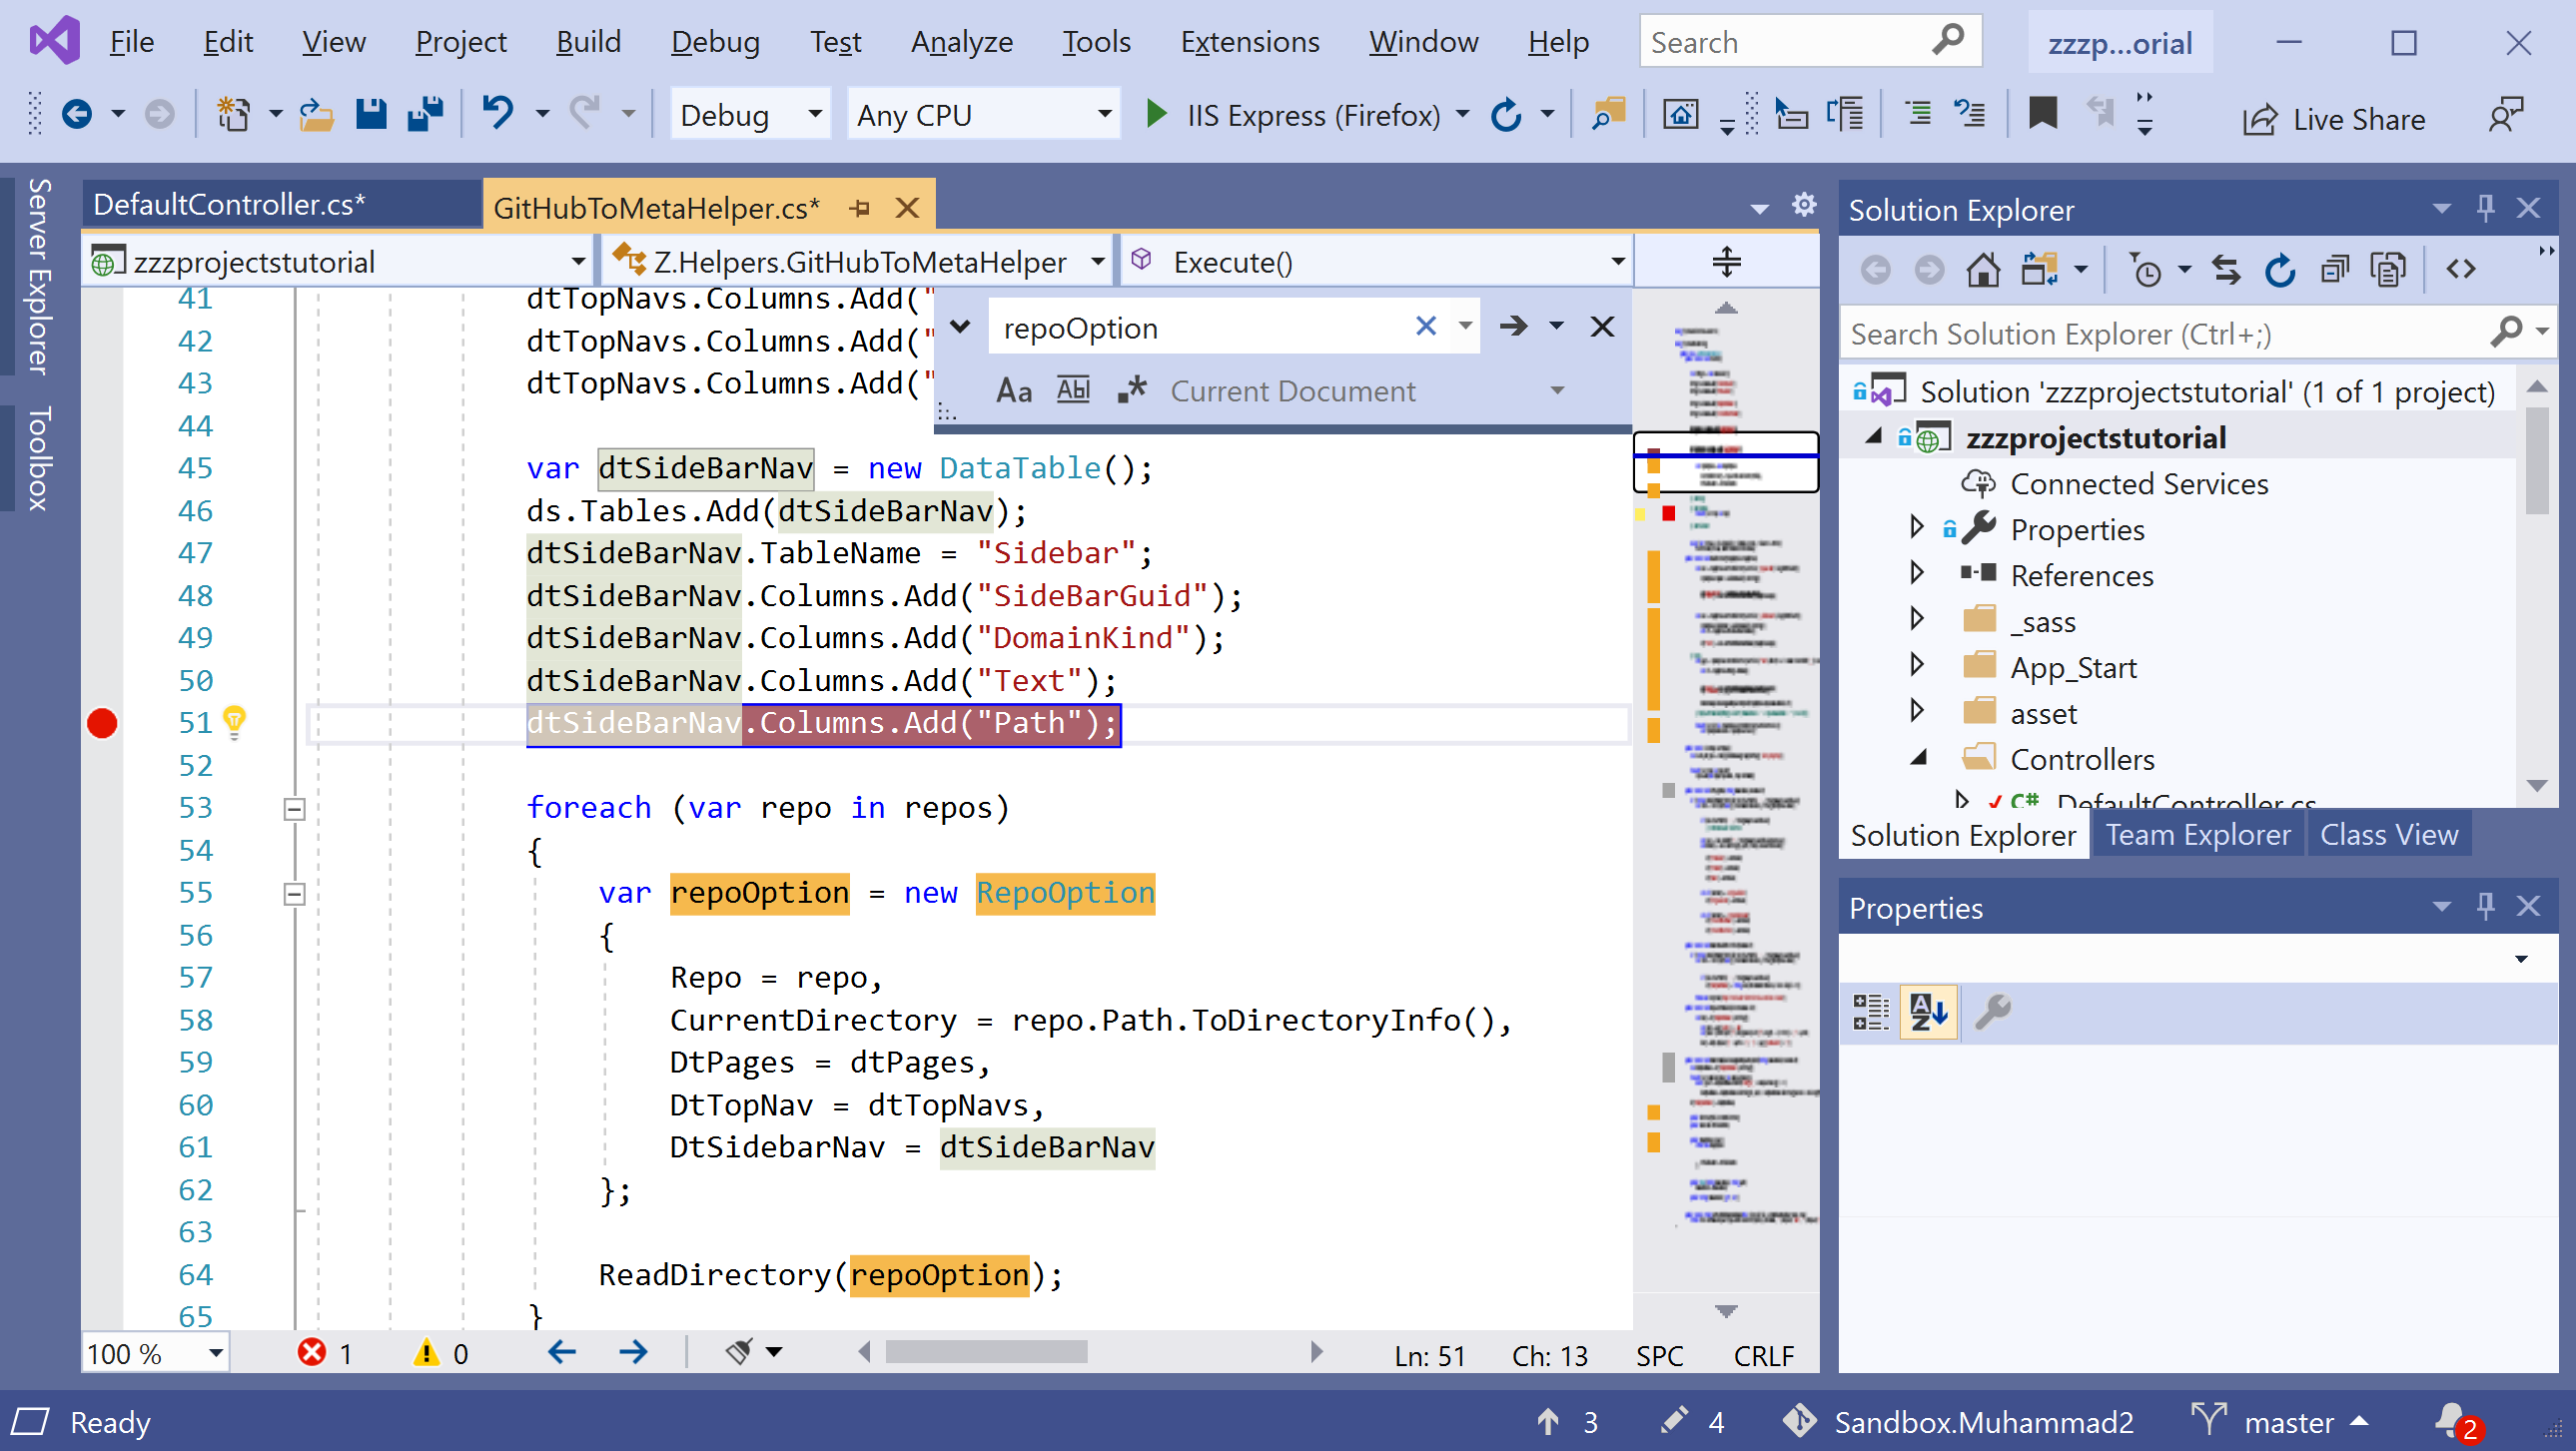 File Edit View Project Build Debug Test Analyze Tools Extensions Window Help Search zzzp...orial
Debug Any CPU IIS Express (Firefox) Live Share
Server Explorer
Toolbox
DefaultController.cs* GitHubToMetaHelper.cs*
zzzprojectstutorial Z.Helpers.GitHubToMetaHelper Execute()
repoOption
Aa Abl .* Current Document
41 dtTopNavs.Columns.Add("
42 dtTopNavs.Columns.Add("
43 dtTopNavs.Columns.Add("
44
45 var dtSideBarNav = new DataTable();
46 ds.Tables.Add(dtSideBarNav);
47 dtSideBarNav.TableName = "Sidebar";
48 dtSideBarNav.Columns.Add("SideBarGuid");
49 dtSideBarNav.Columns.Add("DomainKind");
50 dtSideBarNav.Columns.Add("Text");
51 dtSideBarNav.Columns.Add("Path");
52
53 foreach (var repo in repos)
54 {
55 var repoOption = new RepoOption
56 {
57 Repo = repo,
58 CurrentDirectory = repo.Path.ToDirectoryInfo(),
59 DtPages = dtPages,
60 DtTopNav = dtTopNavs,
61 DtSidebarNav = dtSideBarNav
62 };
63
64 ReadDirectory(repoOption);
65 }
100 % 1 0 Ln: 51 Ch: 13 SPC CRLF
Solution Explorer
Search Solution Explorer (Ctrl+;)
Solution 'zzzprojectstutorial' (1 of 1 project)
zzzprojectstutorial
Connected Services
Properties
References
_sass
App_Start
asset
Controllers
C# DefaultController.cs
Solution Explorer Team Explorer Class View
Properties
AZ
Ready 3 4 Sandbox.Muhammad2 master 2